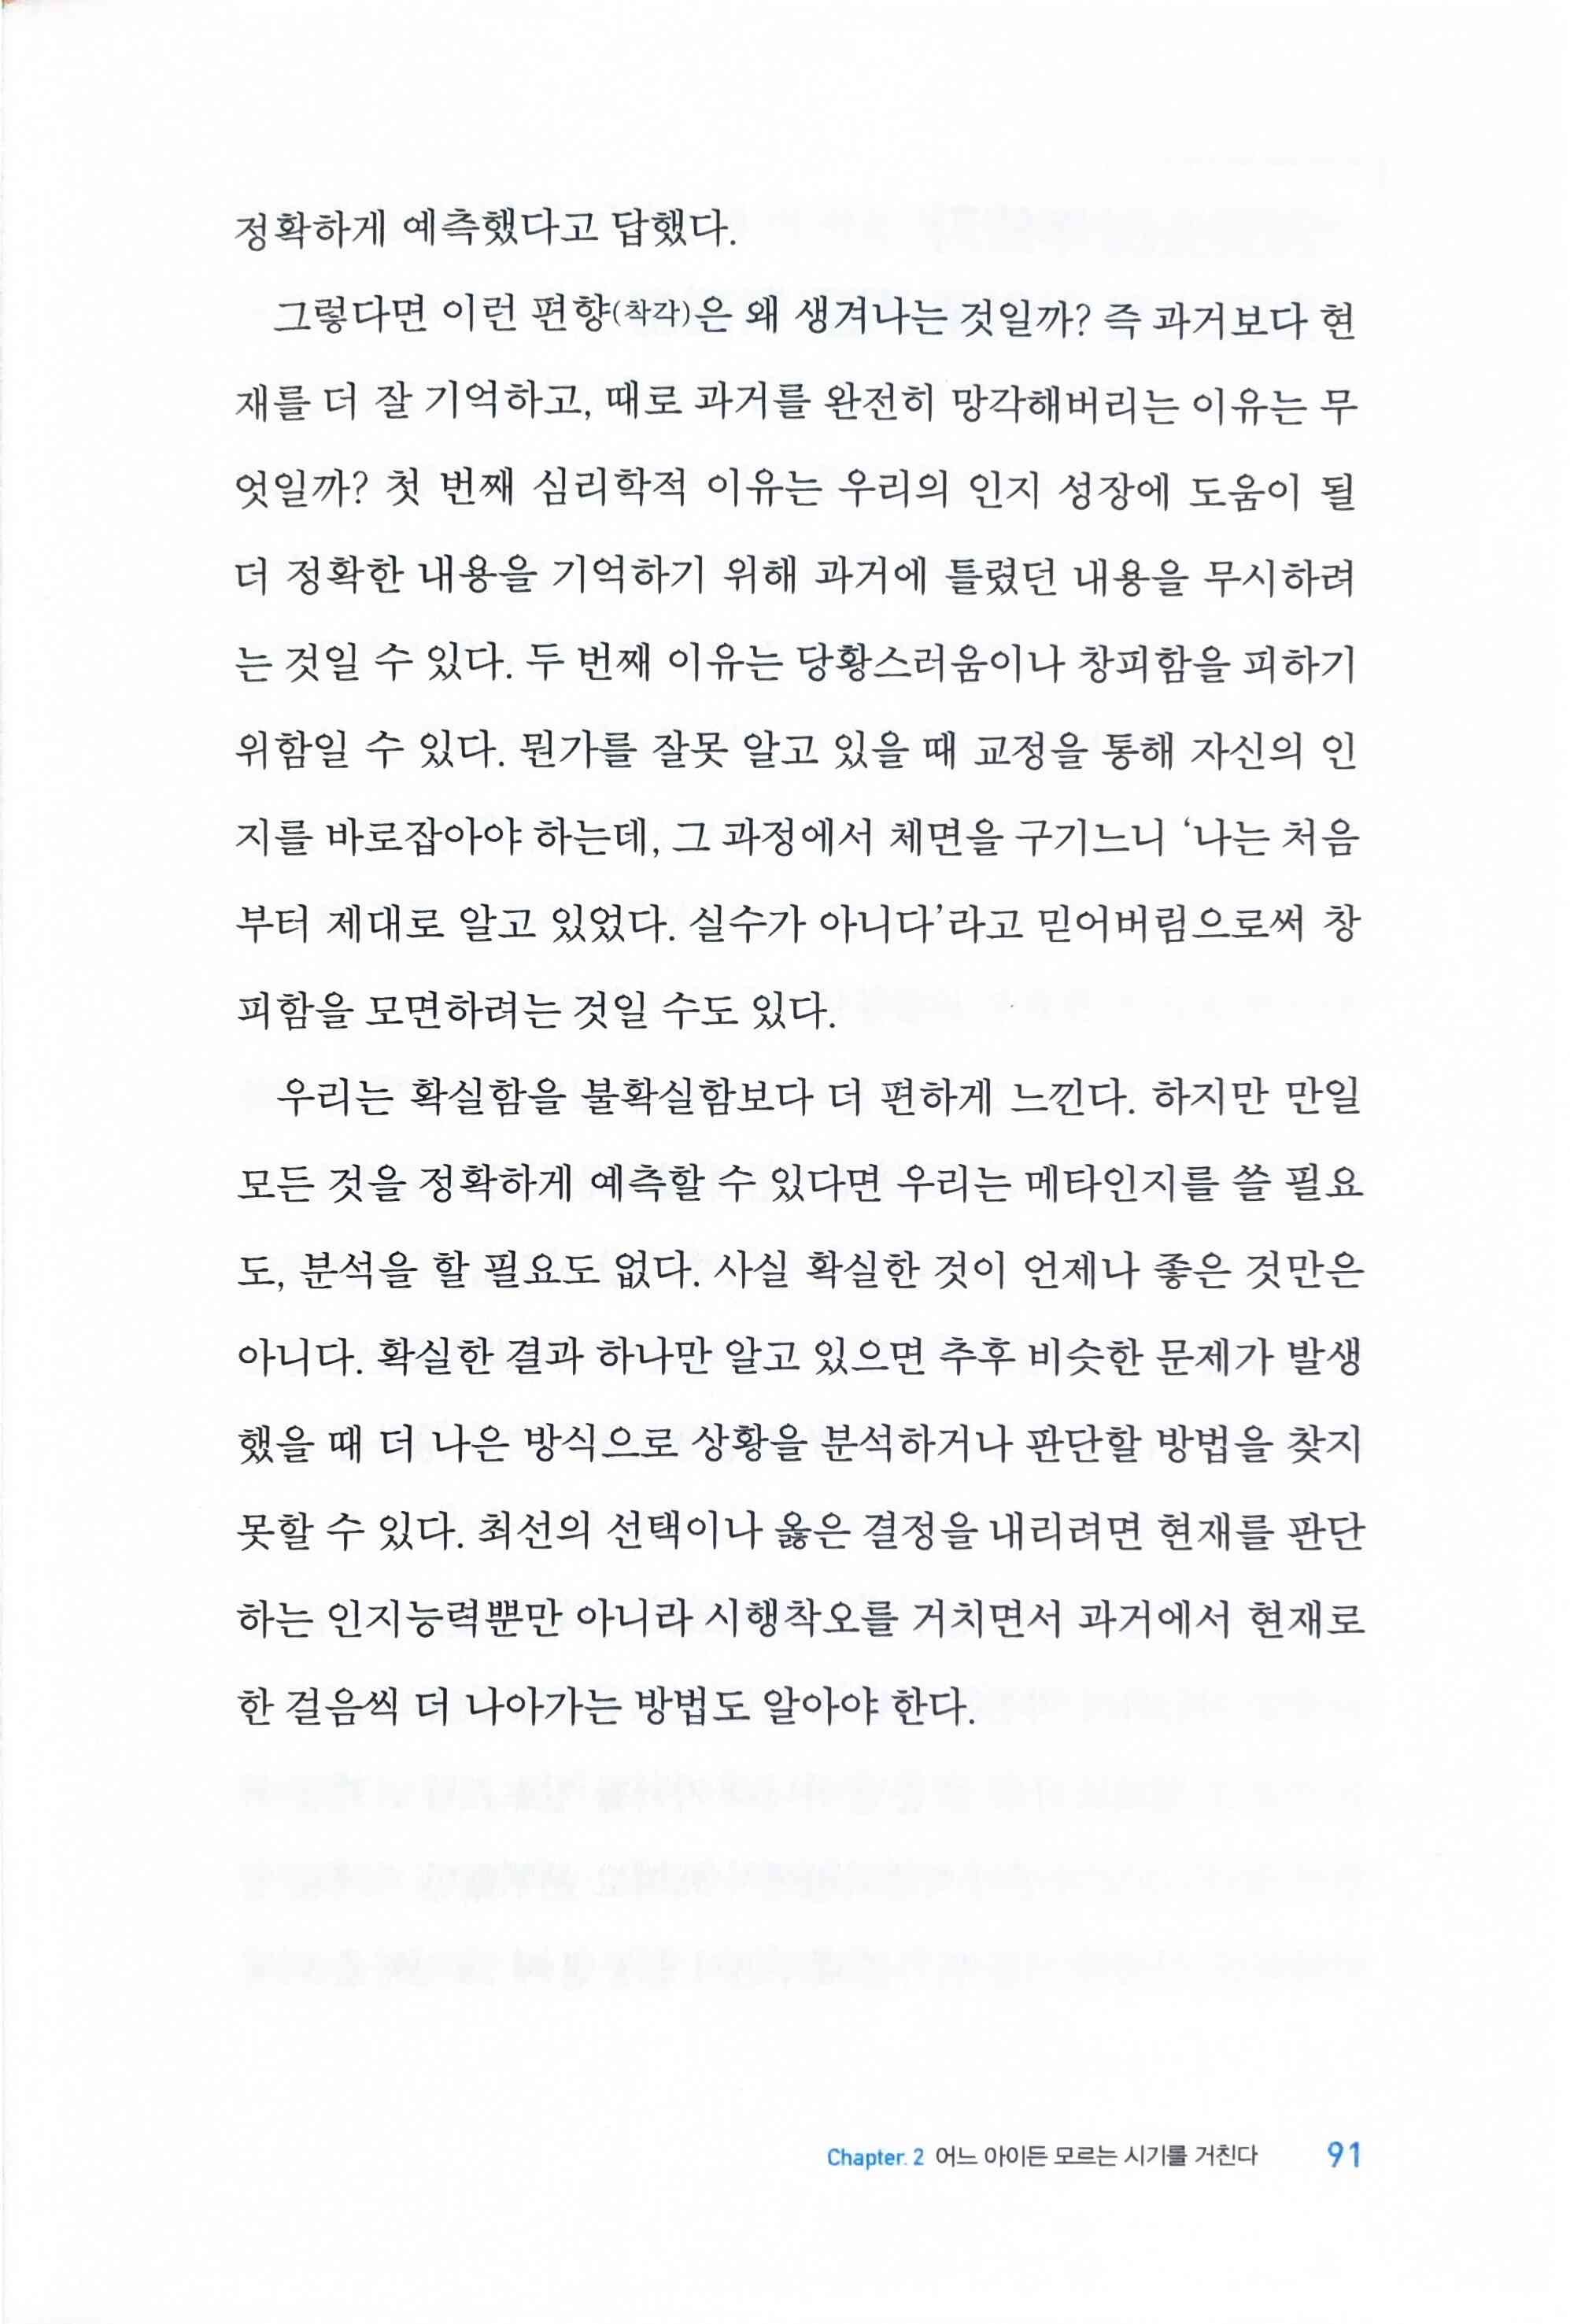 정확하게 예측했다고 답했다.
그렇다면 이런 편향(착각)은 왜 생겨나는 것일까? 즉 과거보다 현
재를 더 잘 기억하고, 때로 과거를 완전히 망각해버리는 이유는 무
엇일까? 첫 번째 심리학적 이유는 우리의 인지 성장에 도움이 될
더 정확한 내용을 기억하기 위해 과거에 틀렸던 내용을 무시하려
는 것일 수 있다. 두 번째 이유는 당황스러움이나 창피함을 피하기
위함일 수 있다. 뭔가를 잘못 알고 있을 때 교정을 통해 자신의 인
지를 바로잡아야 하는데, 그 과정에서 체면을 구기느니 ‘나는 처음
부터 제대로 알고 있었다. 실수가 아니다’라고 믿어버림으로써 창
피함을 모면하려는 것일 수도 있다.
우리는 확실함을 불확실함보다 더 편하게 느낀다. 하지만 만일
모든 것을 정확하게 예측할 수 있다면 우리는 메타인지를 쓸 필요
도, 분석을 할 필요도 없다. 사실 확실한 것이 언제나 좋은 것만은
아니다. 확실한 결과 하나만 알고 있으면 추후 비슷한 문제가 발생
했을 때 더 나은 방식으로 상황을 분석하거나 판단할 방법을 찾지
못할 수 있다. 최선의 선택이나 옳은 결정을 내리려면 현재를 판단
하는 인지능력뿐만 아니라 시행착오를 거치면서 과거에서 현재로
한 걸음씩 더 나아가는 방법도 알아야 한다.
Chapter. 2 어느 아이든 모르는 시기를 거친다 91